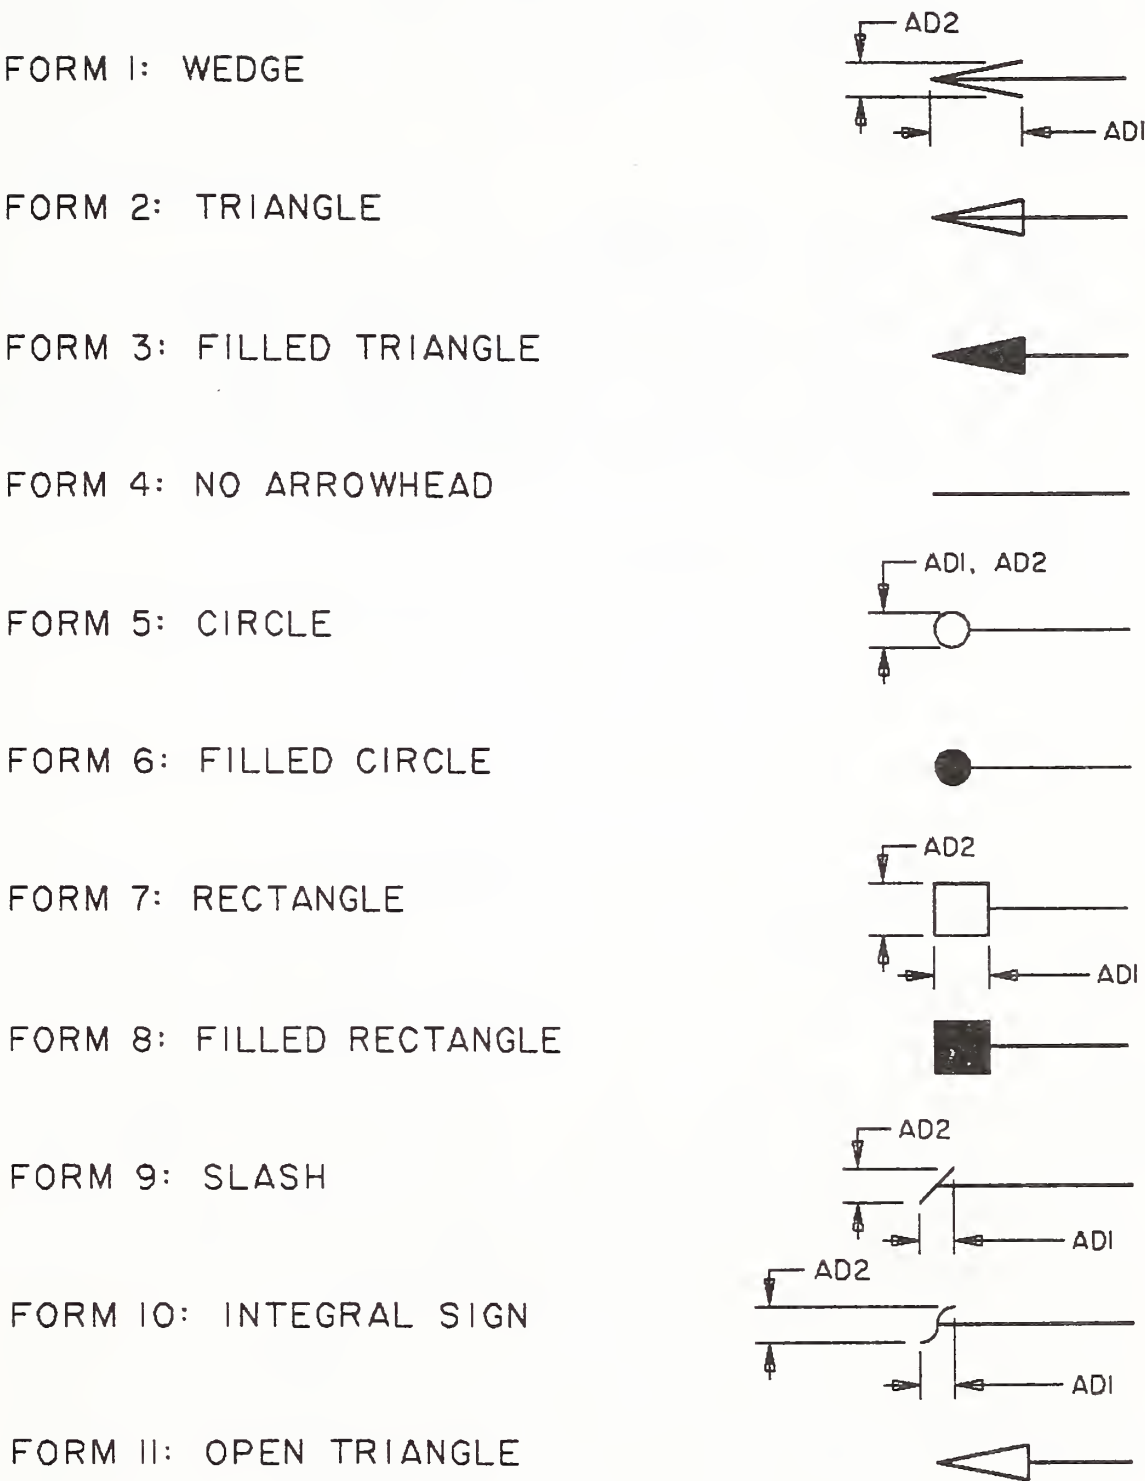 AD2
FORM 1: WEDGE
AD1
FORM 2: TRIANGLE
FORM 3: FILLED TRIANGLE
FORM 4: NO ARROWHEAD
AD1, AD2
FORM 5: CIRCLE
FORM 6: FILLED CIRCLE
AD2
FORM 7: RECTANGLE
AD1
FORM 8: FILLED RECTANGLE
AD2
FORM 9: SLASH
AD1
AD2
FORM 10: INTEGRAL SIGN
AD1
FORM 11: OPEN TRIANGLE